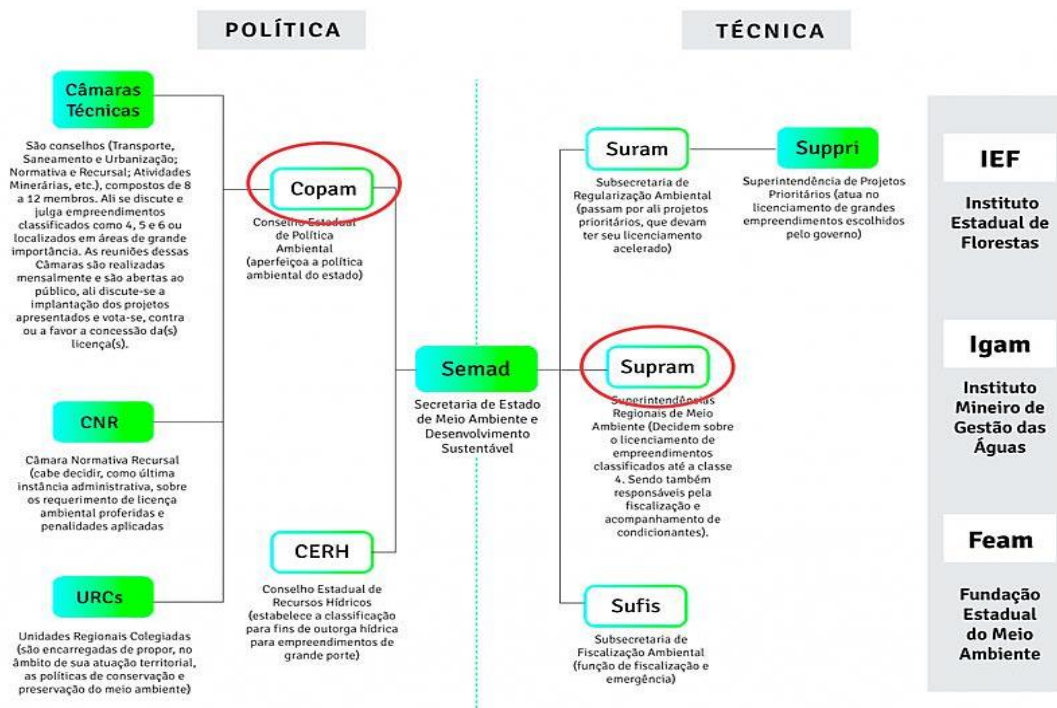 POLÍTICA
TÉCNICA
Câmaras
Técnicas
São conselhos (Transporte,
Saneamento e Urbanização;
Normativa e Recursal; Atividades
Minerárias, etc.), compostos de 8
a 12 membros. Ali se discute e
julga empreendimentos
classificados como 4, 5 e 6 ou
localizados em áreas de grande
importância. As reuniões dessas
Câmaras são realizadas
mensalmente e são abertas ao
público, ali discute-se a
implantação dos projetos
apresentados e vota-se, contra
ou a favor a concessão da(s)
licença(s).
CNR
Câmara Normativa Recursal
(cabe decidir, como última
instância administrativa, sobre
os requerimento de licença
ambiental proferidas e
penalidades aplicadas
URCs
Unidades Regionais Colegiadas
(são encarregadas de propor, no
âmbito de sua atuação territorial,
as políticas de conservação e
preservação do meio ambiente)
Copam
Conselho Estadual
de Política
Ambiental
(aperfeiçoa a política
ambiental do estado)
CERH
Conselho Estadual de
Recursos Hídricos
(estabelece a classificação
para fins de outorga hídrica
para empreendimentos de
grande porte)
Semad
Secretaria de Estado
de Meio Ambiente e
Desenvolvimento
Sustentável
Suram
Subsecretaria de
Regularização Ambiental
(passam por ali projetos
prioritários, que devam
ter seu licenciamento
acelerado)
Suppri
Superintendência de Projetos
Prioritários (atua no
licenciamento de grandes
empreendimentos escolhidos
pelo governo)
Supram
Superintendências
Regionais de Meio
Ambiente (Decidem sobre
o licenciamento de
empreendimentos
classificados até a classe
4. Sendo também
responsáveis pela
fiscalização e
acompanhamento de
condicionantes).
Sufis
Subsecretaria de
Fiscalização Ambiental
(função de fiscalização e
emergência)
IEF
Instituto
Estadual de
Florestas
Igam
Instituto
Mineiro de
Gestão das
Águas
Feam
Fundação
Estadual
do Meio
Ambiente